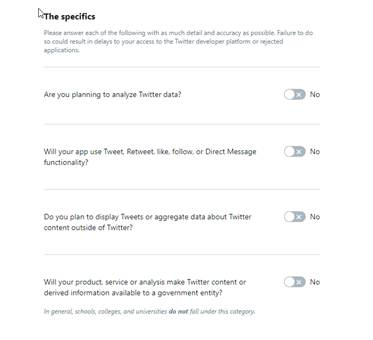 The specifics
Please answer each of the following with as much detail and accuracy as possible. Failure to do
so could result in delays to your access to the Twitter developer platform or rejected
applications.
Are you planning to analyze Twitter data?
No
Will your app use Tweet, Retweet, like, follow, or Direct Message
functionality?
No
Do you plan to display Tweets or aggregate data about Twitter
content outside of Twitter?
No
Will your product, service or analysis make Twitter content or
derived information available to a government entity?
No
In general, schools, colleges, and universities do not fall under this category.